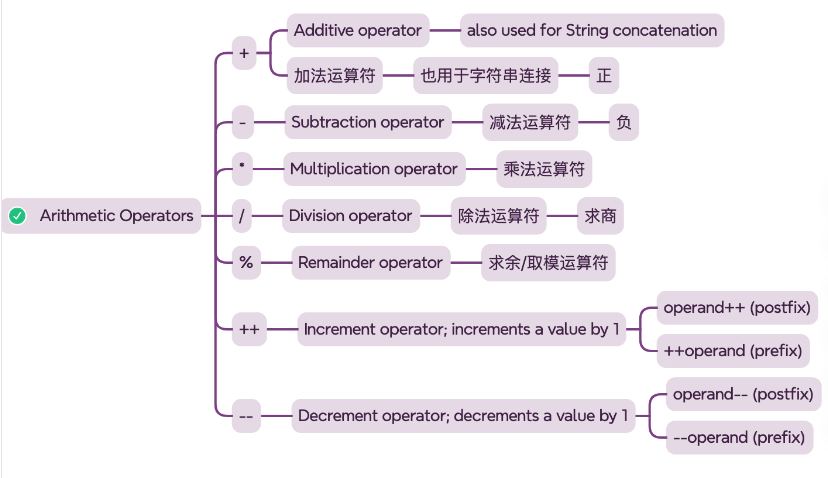 Arithmetic Operators
+
Additive operator
also used for String concatenation
加法运算符
也用于字符串连接
正
-
Subtraction operator
减法运算符
负
*
Multiplication operator
乘法运算符
/
Division operator
除法运算符
求商
%
Remainder operator
求余/取模运算符
++
Increment operator; increments a value by 1
operand++ (postfix)
++operand (prefix)
--
Decrement operator; decrements a value by 1
operand-- (postfix)
--operand (prefix)